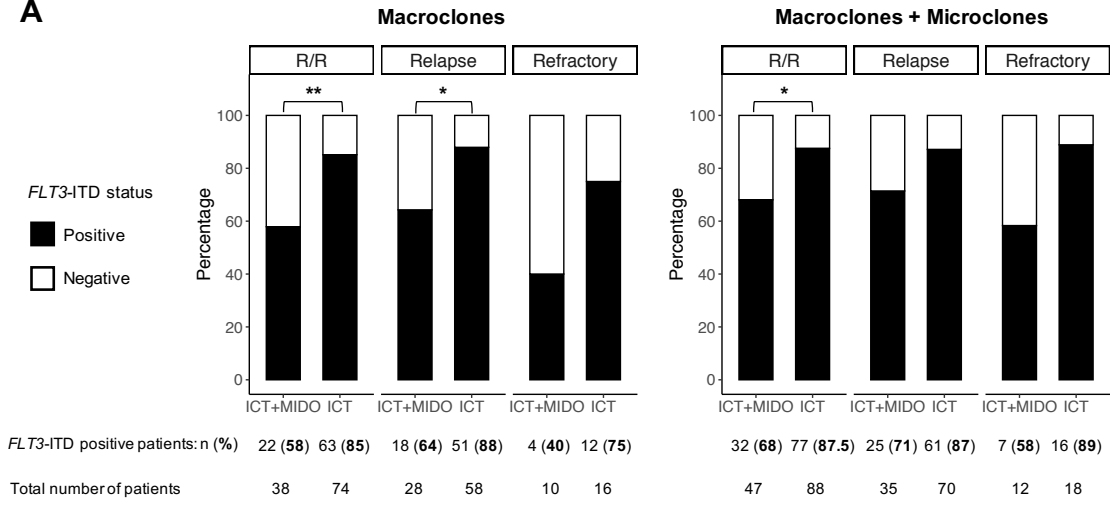 A
Macroclones
Macroclones + Microclones
R/R Relapse Refractory
R/R Relapse Refractory
** *
*
FLT3-ITD status
Positive
Negative
Percentage
100
80
60
40
20
0
Percentage
100
80
60
40
20
0
ICT+MIDO ICT ICT+MIDO ICT ICT+MIDO ICT
ICT+MIDO ICT ICT+MIDO ICT ICT+MIDO ICT
FLT3-ITD positive patients: n (%) 22 (58) 63 (85) 18 (64) 51 (88) 4 (40) 12 (75) 32 (68) 77 (87.5) 25 (71) 61 (87) 7 (58) 16 (89)
Total number of patients 38 74 28 58 10 16 47 88 35 70 12 18